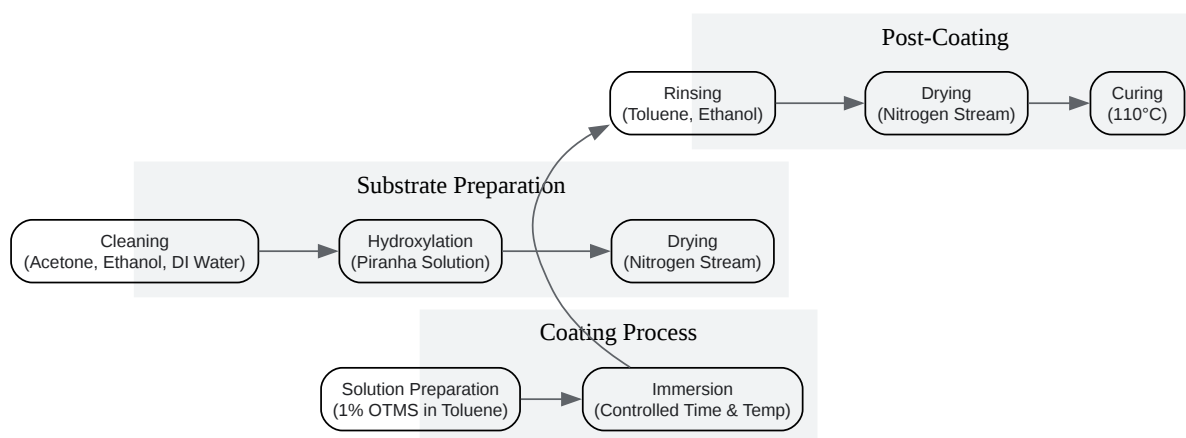 Post-Coating
Rinsing
(Toluene, Ethanol)
Drying
(Nitrogen Stream)
Curing
(110°C)
Substrate Preparation
Cleaning
(Acetone, Ethanol, DI Water)
Hydroxylation
(Piranha Solution)
Drying
(Nitrogen Stream)
Coating Process
Solution Preparation
(1% OTMS in Toluene)
Immersion
(Controlled Time & Temp)